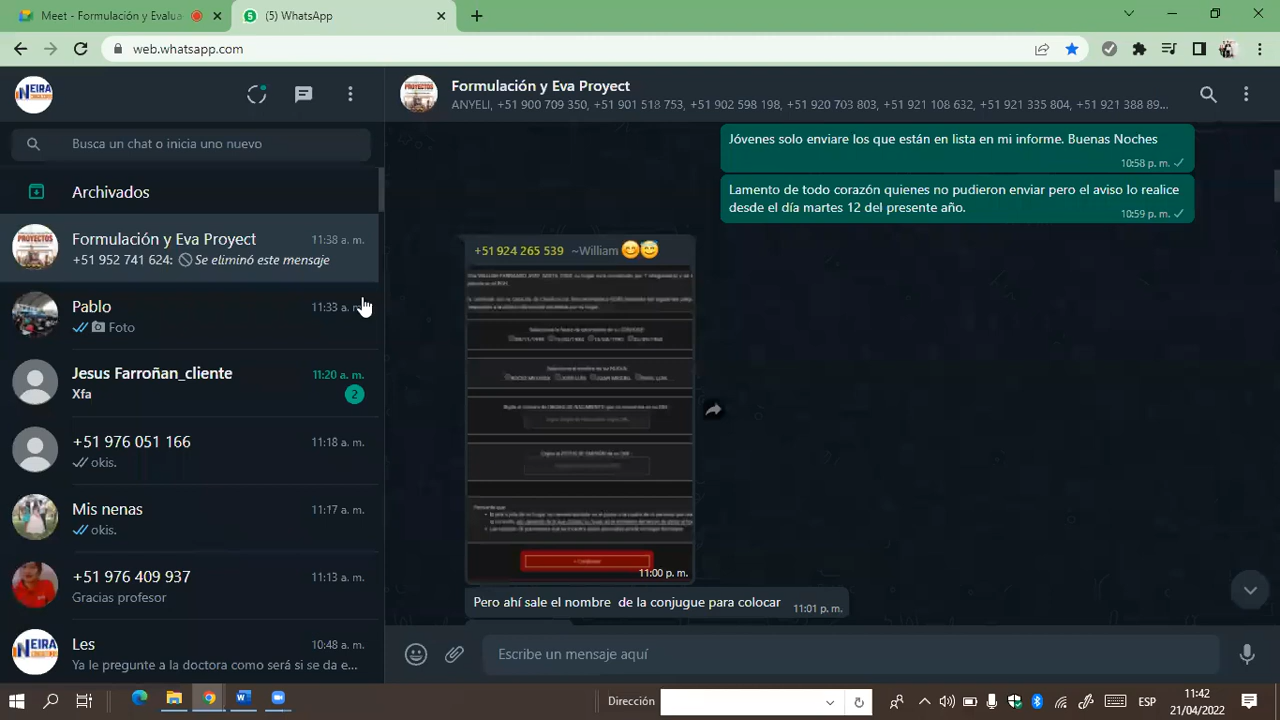 Meet - Formulación y Evalua
(5) WhatsApp
web.whatsapp.com
NEIRA
Busca un chat o inicia uno nuevo
Archivados
Formulación y Eva Proyect
11:38 a. m.
+51 952 741 624: Se eliminó este mensaje
Pablo
11:33 a. m.
Foto
Jesus Farroñan_cliente
11:20 a. m.
Xfa
2
+51 976 051 166
11:18 a. m.
okis.
Mis nenas
11:17 a. m.
okis.
+51 976 409 937
11:13 a. m.
Gracias profesor
NEIRA
Les
10:48 a. m.
Ya le pregunte a la doctora como será si se da e...
PROYECTOS
Formulación y Eva Proyect
ANYELI, +51 900 709 350, +51 901 518 753, +51 902 598 198, +51 920 703 803, +51 921 108 632, +51 921 335 804, +51 921 388 89...
Jóvenes solo enviare los que están en lista en mi informe. Buenas Noches
10:58 p. m.
Lamento de todo corazón quienes no pudieron enviar pero el aviso lo realice
desde el día martes 12 del presente año.
10:59 p. m.
+51 924 265 539 ~William
11:00 p. m.
Pero ahí sale el nombre de la conjugue para colocar
11:01 p. m.
Escribe un mensaje aquí
Dirección
ESP
11:42
21/04/2022